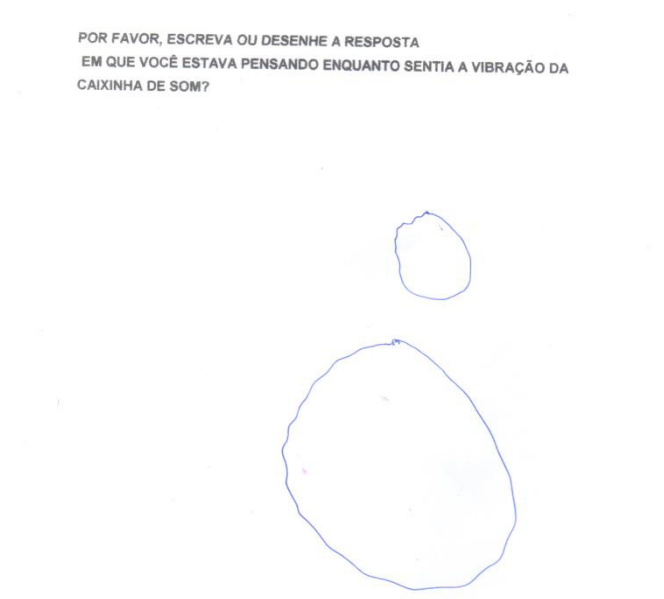 POR FAVOR, ESCREVA OU DESENHE A RESPOSTA
EM QUE VOCÊ ESTAVA PENSANDO ENQUANTO SENTIA A VIBRAÇÃO DA
CAIXINHA DE SOM?